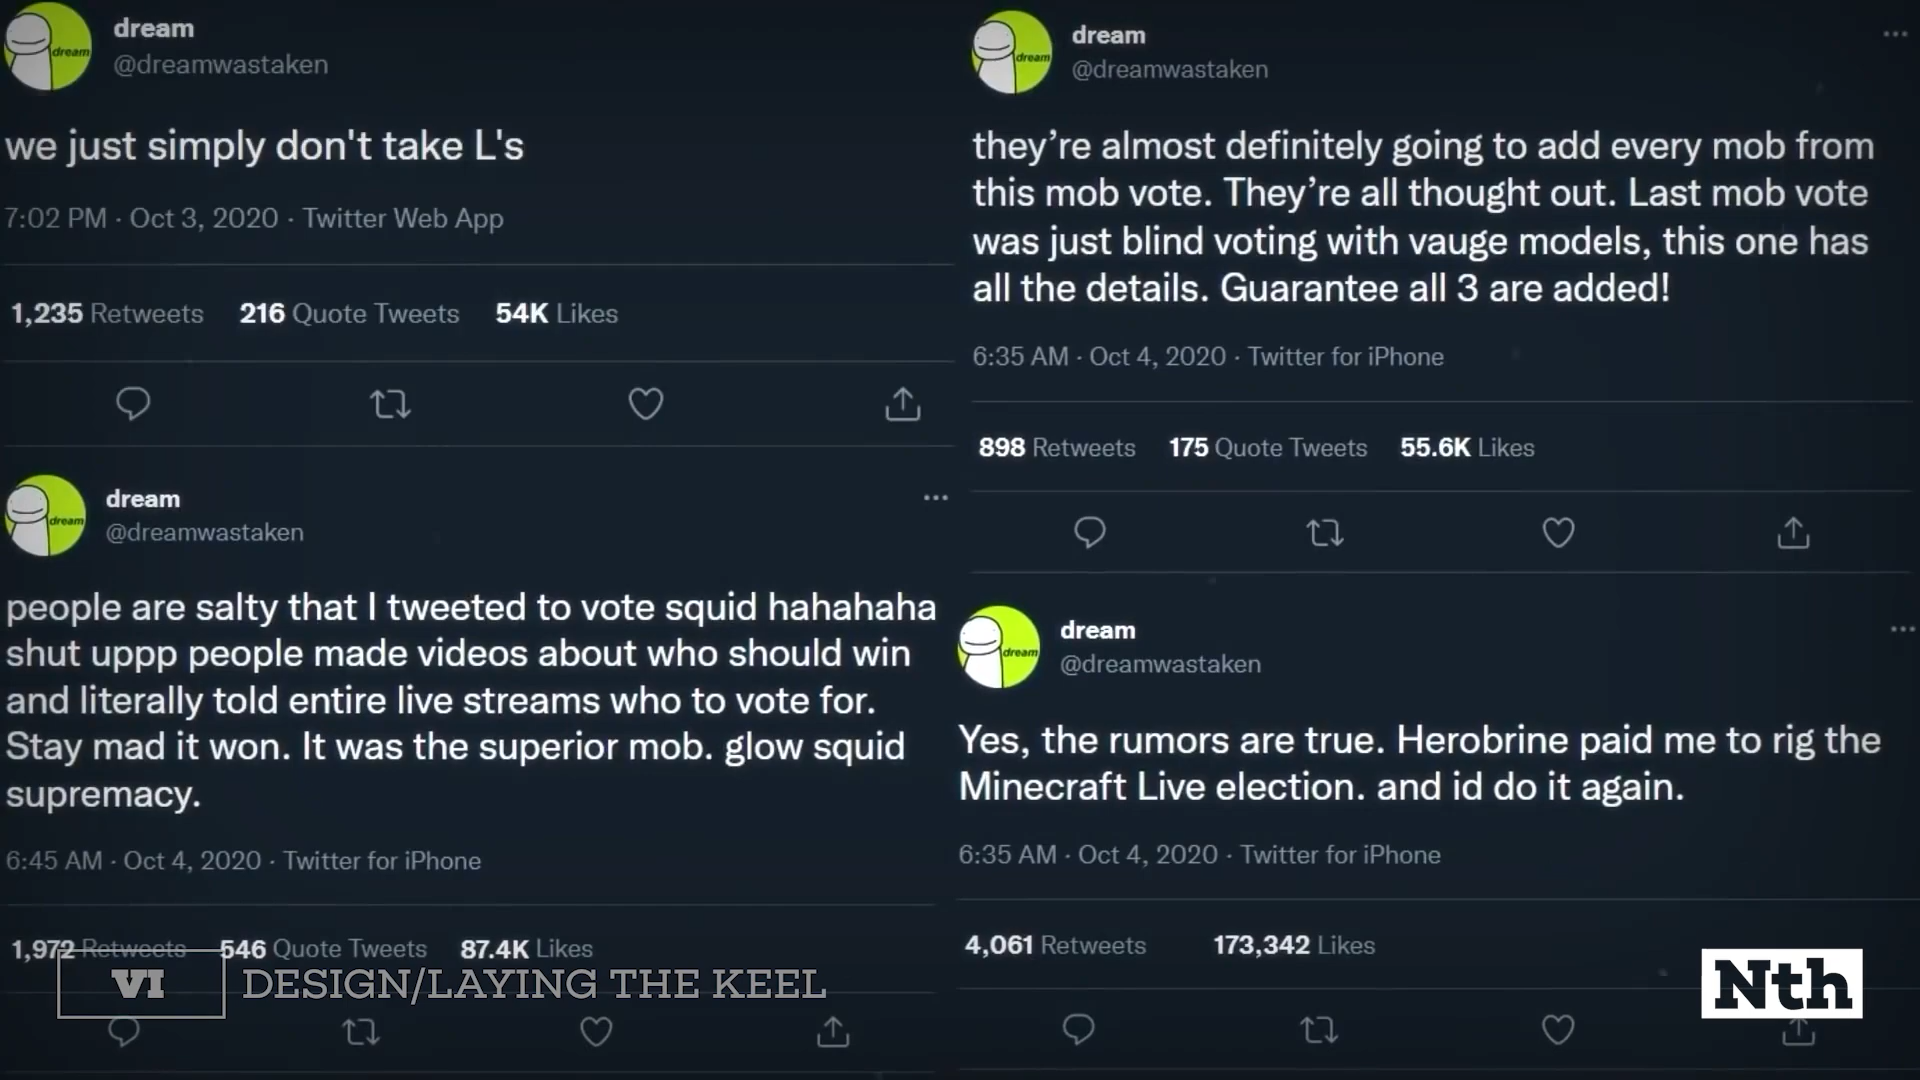 dream
@dreamwastaken
we just simply don't take L's
7:02 PM · Oct 3, 2020 · Twitter Web App
1,235 Retweets 216 Quote Tweets 54K Likes
dream
dream
@dreamwastaken
people are salty that I tweeted to vote squid hahahaha
shut uppp people made videos about who should win
and literally told entire live streams who to vote for.
Stay mad it won. It was the superior mob. glow squid
supremacy.
6:45 AM · Oct 4, 2020 · Twitter for iPhone
1,972 Retweets 546 Quote Tweets 87.4K Likes
dream
dream
@dreamwastaken
they’re almost definitely going to add every mob from
this mob vote. They’re all thought out. Last mob vote
was just blind voting with vauge models, this one has
all the details. Guarantee all 3 are added!
6:35 AM · Oct 4, 2020 · Twitter for iPhone
898 Retweets 175 Quote Tweets 55.6K Likes
dream
dream
@dreamwastaken
Yes, the rumors are true. Herobrine paid me to rig the
Minecraft Live election. and id do it again.
6:35 AM · Oct 4, 2020 · Twitter for iPhone
4,061 Retweets 173,342 Likes
dream
VI DESIGN/LAYING THE KEEL
Nth